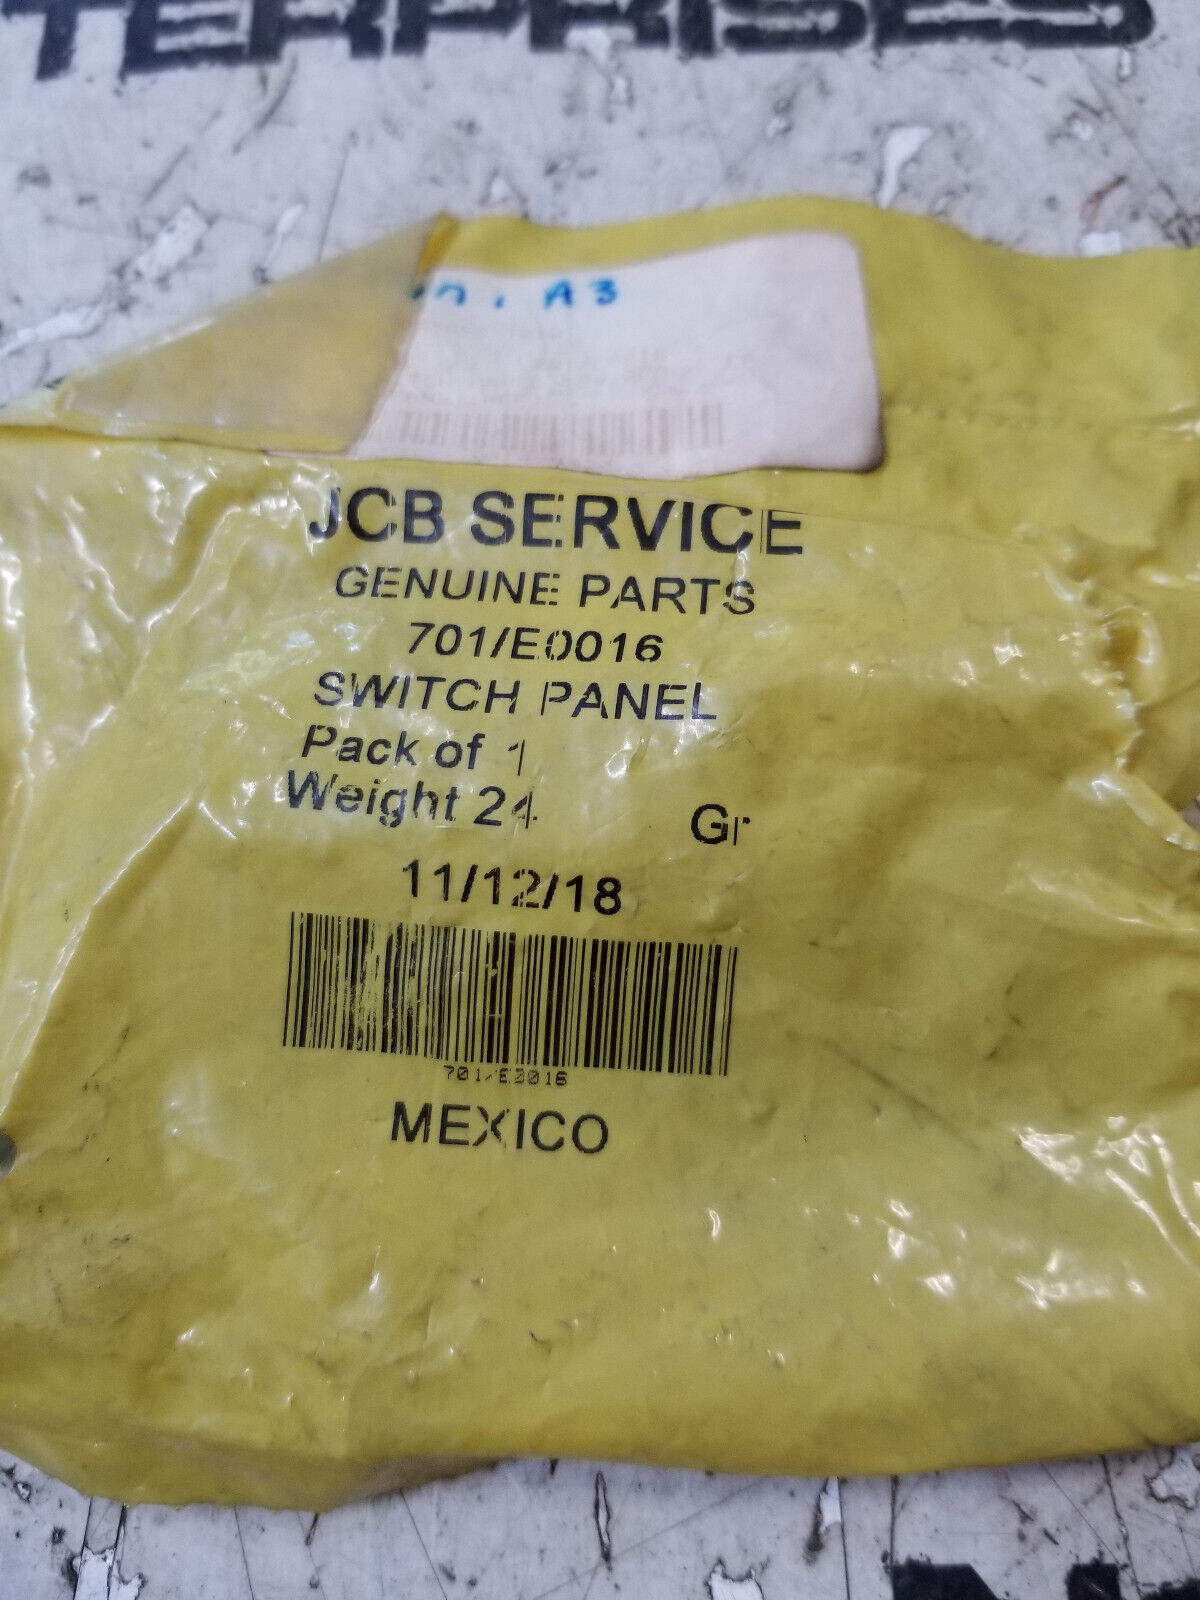 TERPRISES
A3
JCB SERVICE
GENUINE PARTS
701/E0016
SWITCH PANEL
Pack of 1
Weight 24 Gr
11/12/18
701/E0016
MEXICO